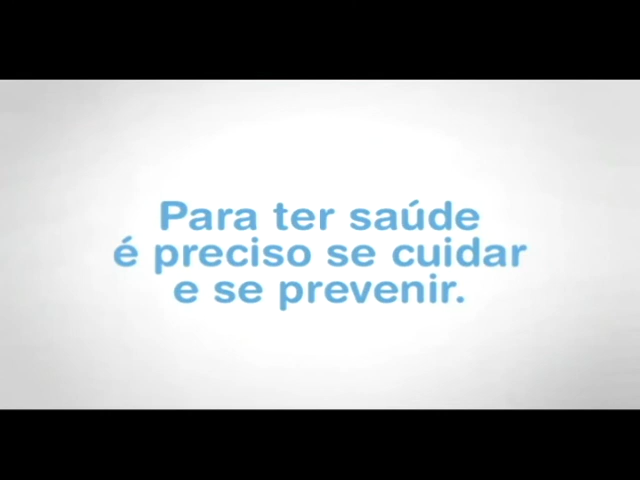 Para ter saúde
é preciso se cuidar
e se prevenir.